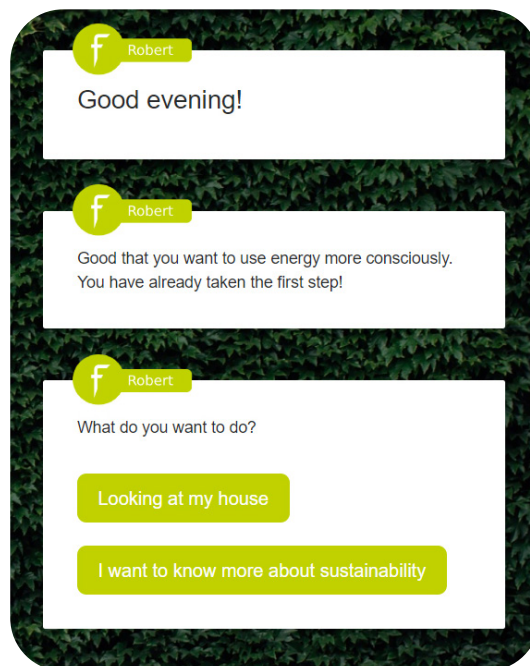 Robert
Good evening!
Robert
Good that you want to use energy more consciously.
You have already taken the first step!
Robert
What do you want to do?
Looking at my house
I want to know more about sustainability